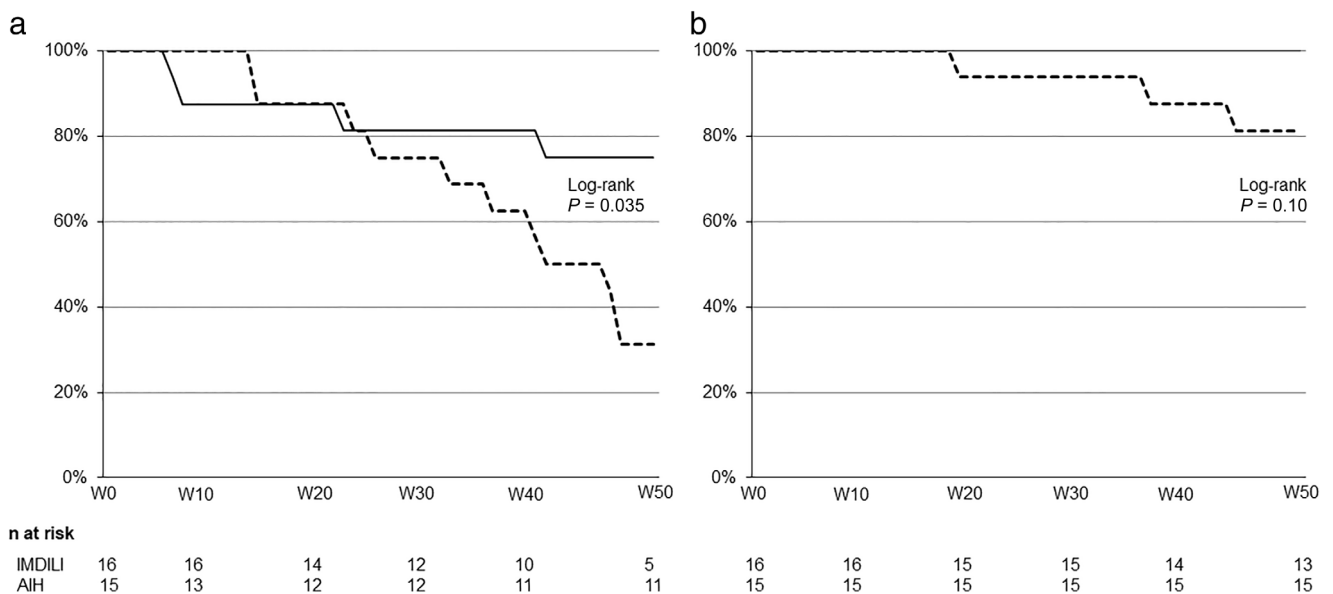 a
100%
80%
60%
40%
20%
0%
Log-rank
P = 0.035
W0 W10 W20 W30 W40 W50
b
100%
80%
60%
40%
20%
0%
Log-rank
P = 0.10
W0 W10 W20 W30 W40 W50
n at risk
IMDILI 16 16 14 12 10 5 16 16 15 15 14 13
AIH 15 13 12 12 11 11 15 15 15 15 15 15